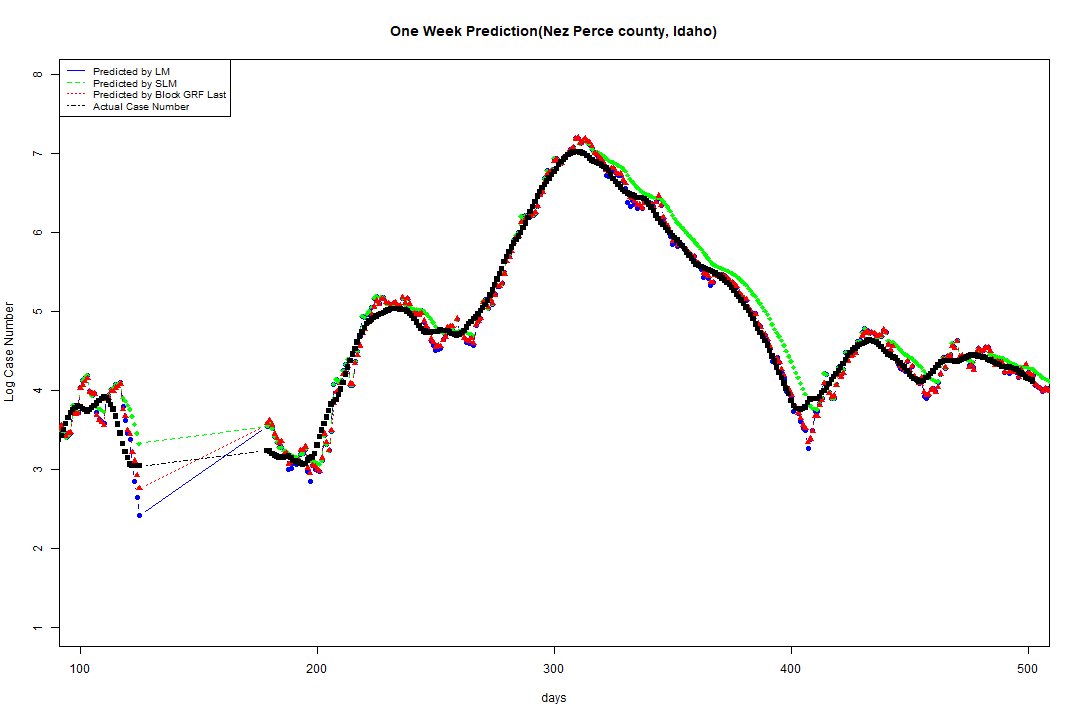 One Week Prediction(Nez Perce county, Idaho)
Predicted by LM
Predicted by SLM
Predicted by Block GRF Last
Actual Case Number
8
7
6
5
4
3
2
1
Log Case Number
100 200 300 400 500
days